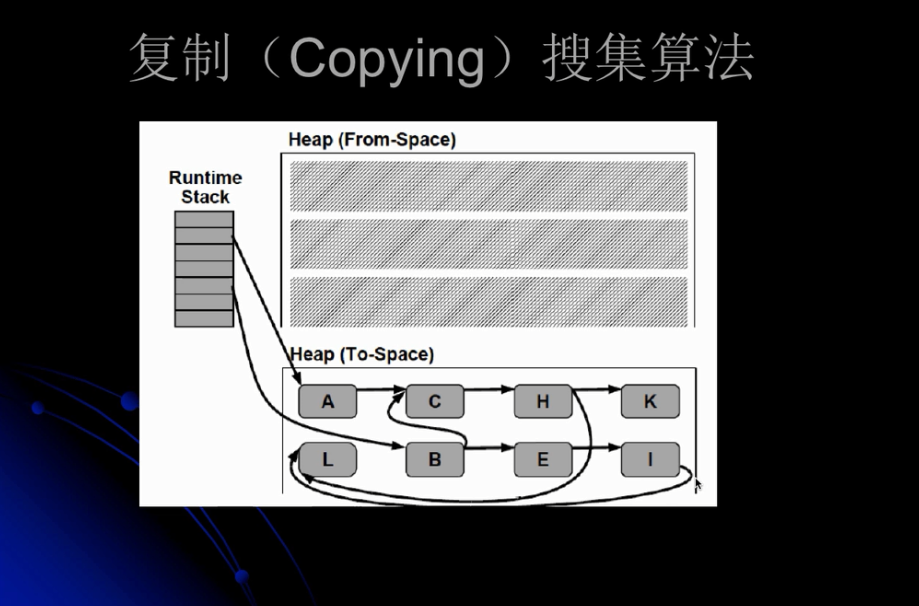 复制（Copying）搜集算法
Heap (From-Space)
Runtime
Stack
Heap (To-Space)
A
C
H
K
L
B
E
I